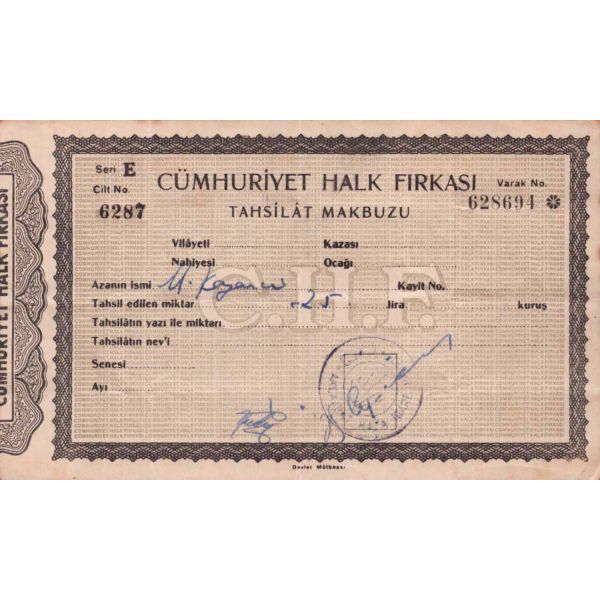 CÜMHURİYET HALK FIRKASI
Seri E
CÜMHURİYET HALK FIRKASI
Varak No.
Cilt No.
6287
628694
TAHSİLÂT MAKBUZU
Vilâyeti Kazası
Nahiyesi Ocağı
C.H.F.
Azanın ismi Kayit No.
Tahsil edilen miktar -25 lira kuruş
Tahsilâtın yazı ile miktarı
Tahsilâtın nev'i
Senesi
Ayı
Devlet Mátbaası